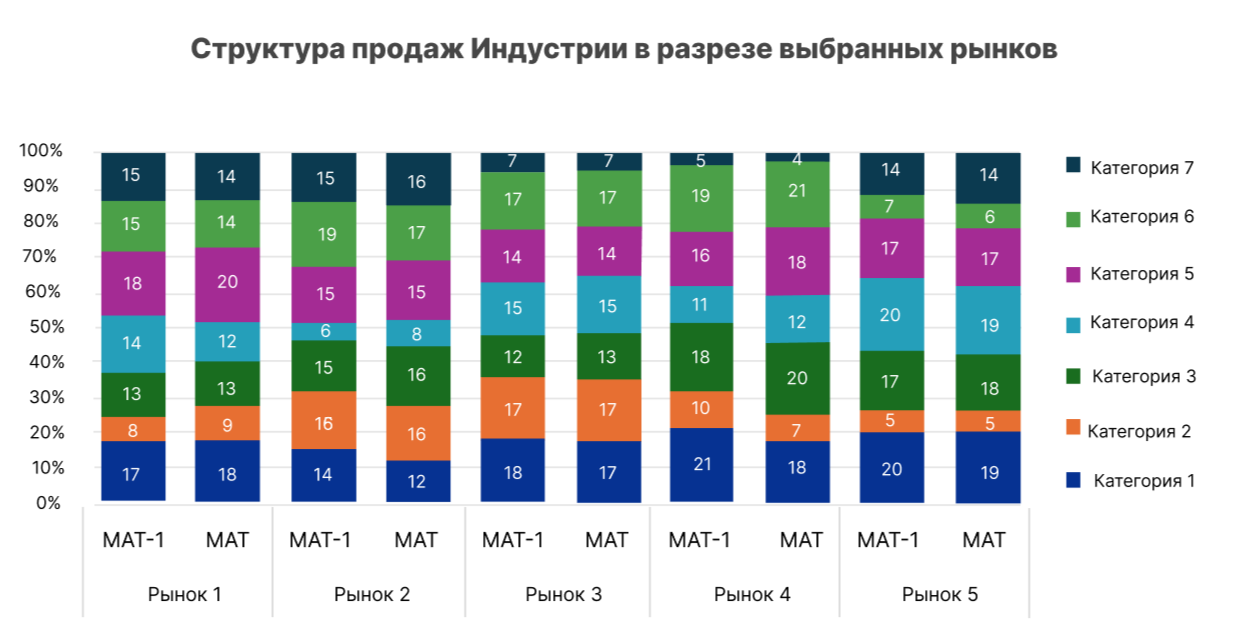 Структура продаж Индустрии в разрезе выбранных рынков
100% 15 14 15 16 7 7 5 4 14 14 Категория 7
90%
80% 15 14 19 17 17 17 19 21 7 6 Категория 6
70%
60% 18 20 15 15 14 14 16 18 17 17 Категория 5
50% 14 12 6 8 15 15 11 12 20 19 Категория 4
40%
30% 13 13 15 16 12 13 18 20 17 18 Категория 3
20% 8 9 16 16 17 17 10 7 5 5 Категория 2
10% 17 18 14 12 18 17 21 18 20 19 Категория 1
0%
MAT-1 MAT MAT-1 MAT MAT-1 MAT MAT-1 MAT MAT-1 MAT
Рынок 1 Рынок 2 Рынок 3 Рынок 4 Рынок 5